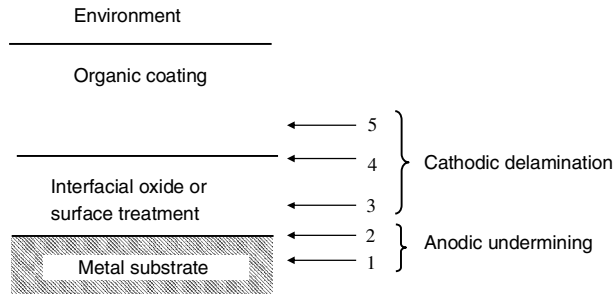 Environment
Organic coating
5
4
Cathodic delamination
Interfacial oxide or
surface treatment
3
2
Anodic undermining
Metal substrate
1